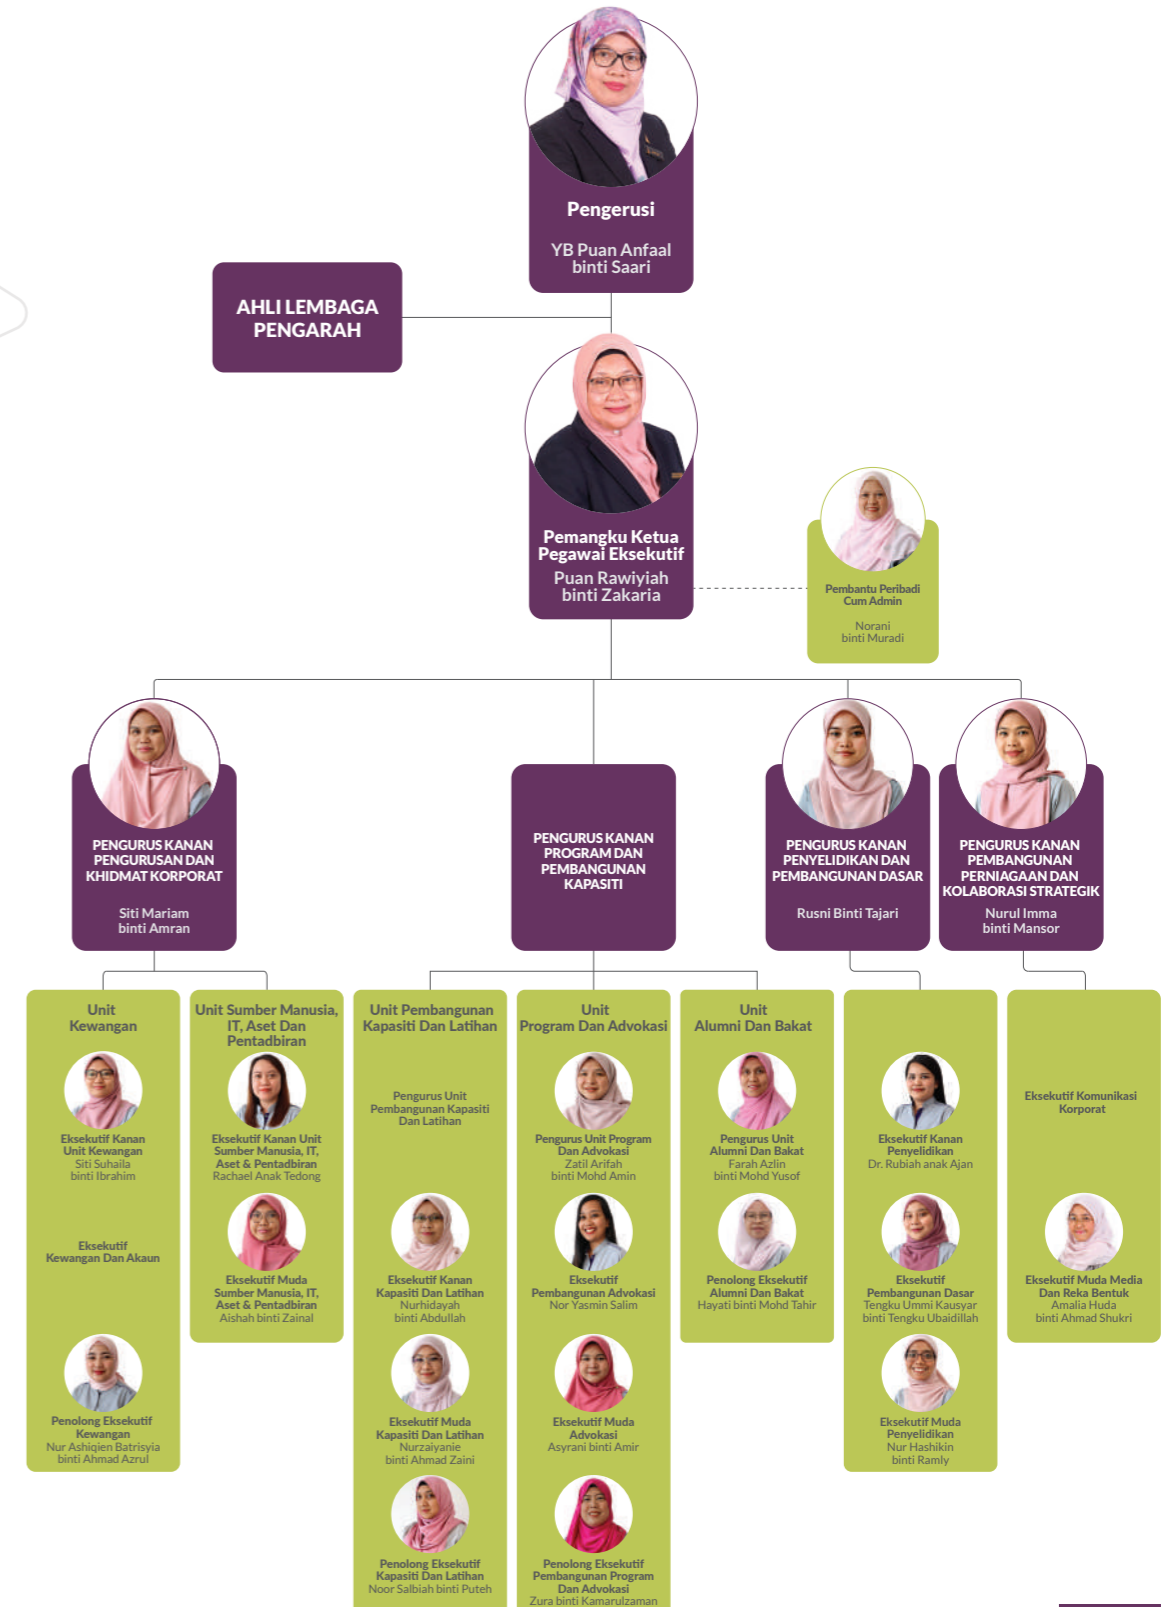 Pengerusi
YB Puan Anfaal
binti Saari
AHLI LEMBAGA
PENGARAH
Pemangku Ketua
Pegawai Eksekutif
Puan Rawiyiah
binti Zakaria
Pembantu Peribadi
Cum Admin
Norani
binti Muradi
PENGURUS KANAN
PENGURUSAN DAN
KHIDMAT KORPORAT
Siti Mariam
binti Amran
PENGURUS KANAN
PROGRAM DAN
PEMBANGUNAN
KAPASITI
PENGURUS KANAN
PENYELIDIKAN DAN
PEMBANGUNAN DASAR
Rusni Binti Tajari
PENGURUS KANAN
PEMBANGUNAN
PERNIAGAAN DAN
KOLABORASI STRATEGIK
Nurul Imma
binti Mansor
Unit
Kewangan
Eksekutif Kanan
Unit Kewangan
Siti Suhaila
binti Ibrahim
Eksekutif
Kewangan Dan Akaun
Penolong Eksekutif
Kewangan
Nur Ashiqien Batrisyia
binti Ahmad Azrul
Unit Sumber Manusia,
IT, Aset Dan
Pentadbiran
Eksekutif Kanan Unit
Sumber Manusia, IT,
Aset & Pentadbiran
Rachael Anak Tedong
Eksekutif Muda
Sumber Manusia, IT,
Aset & Pentadbiran
Aishah binti Zainal
Unit Pembangunan
Kapasiti Dan Latihan
Pengurus Unit
Pembangunan Kapasiti
Dan Latihan
Eksekutif Kanan
Kapasiti Dan Latihan
Nurhidayah
binti Abdullah
Eksekutif Muda
Kapasiti Dan Latihan
Nurzaiyanie
binti Ahmad Zaini
Penolong Eksekutif
Kapasiti Dan Latihan
Noor Salbiah binti Puteh
Unit
Program Dan Advokasi
Pengurus Unit Program
Dan Advokasi
Zatil Arifah
binti Mohd Amin
Eksekutif
Pembangunan Advokasi
Nor Yasmin Salim
Eksekutif Muda
Advokasi
Asyrani binti Amir
Penolong Eksekutif
Pembangunan Program
Dan Advokasi
Zura binti Kamarulzaman
Unit
Alumni Dan Bakat
Pengurus Unit
Alumni Dan Bakat
Farah Azlin
binti Mohd Yusof
Penolong Eksekutif
Alumni Dan Bakat
Hayati binti Mohd Tahir
Eksekutif Kanan
Penyelidikan
Dr. Rubiah anak Ajan
Eksekutif
Pembangunan Dasar
Tengku Ummi Kausyar
binti Tengku Ubaidillah
Eksekutif Muda
Penyelidikan
Nur Hashikin
binti Ramly
Eksekutif Komunikasi
Korporat
Eksekutif Muda Media
Dan Reka Bentuk
Amalia Huda
binti Ahmad Shukri